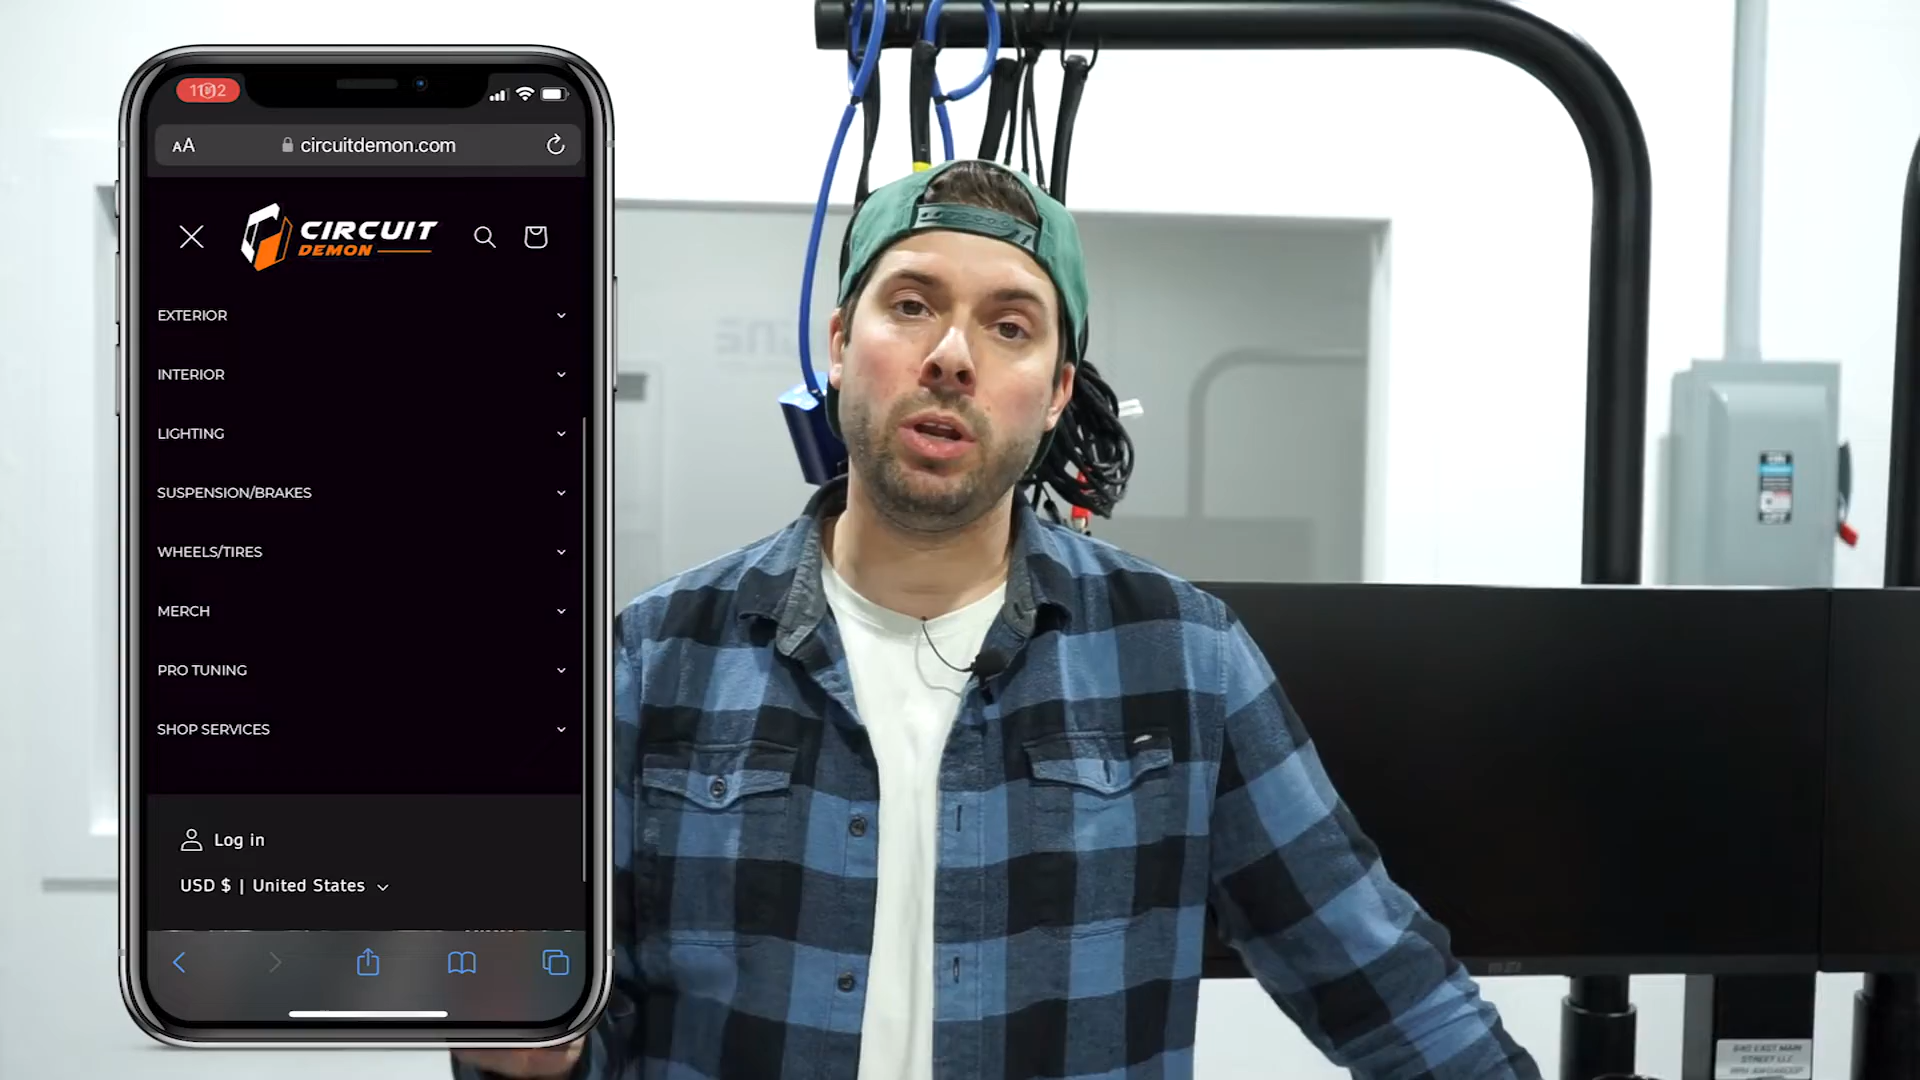 AA
circuitdemon.com
CIRCUIT
DEMON
EXTERIOR
INTERIOR
LIGHTING
SUSPENSION/BRAKES
WHEELS/TIRES
MERCH
PRO TUNING
SHOP SERVICES
Log in
USD $ | United States